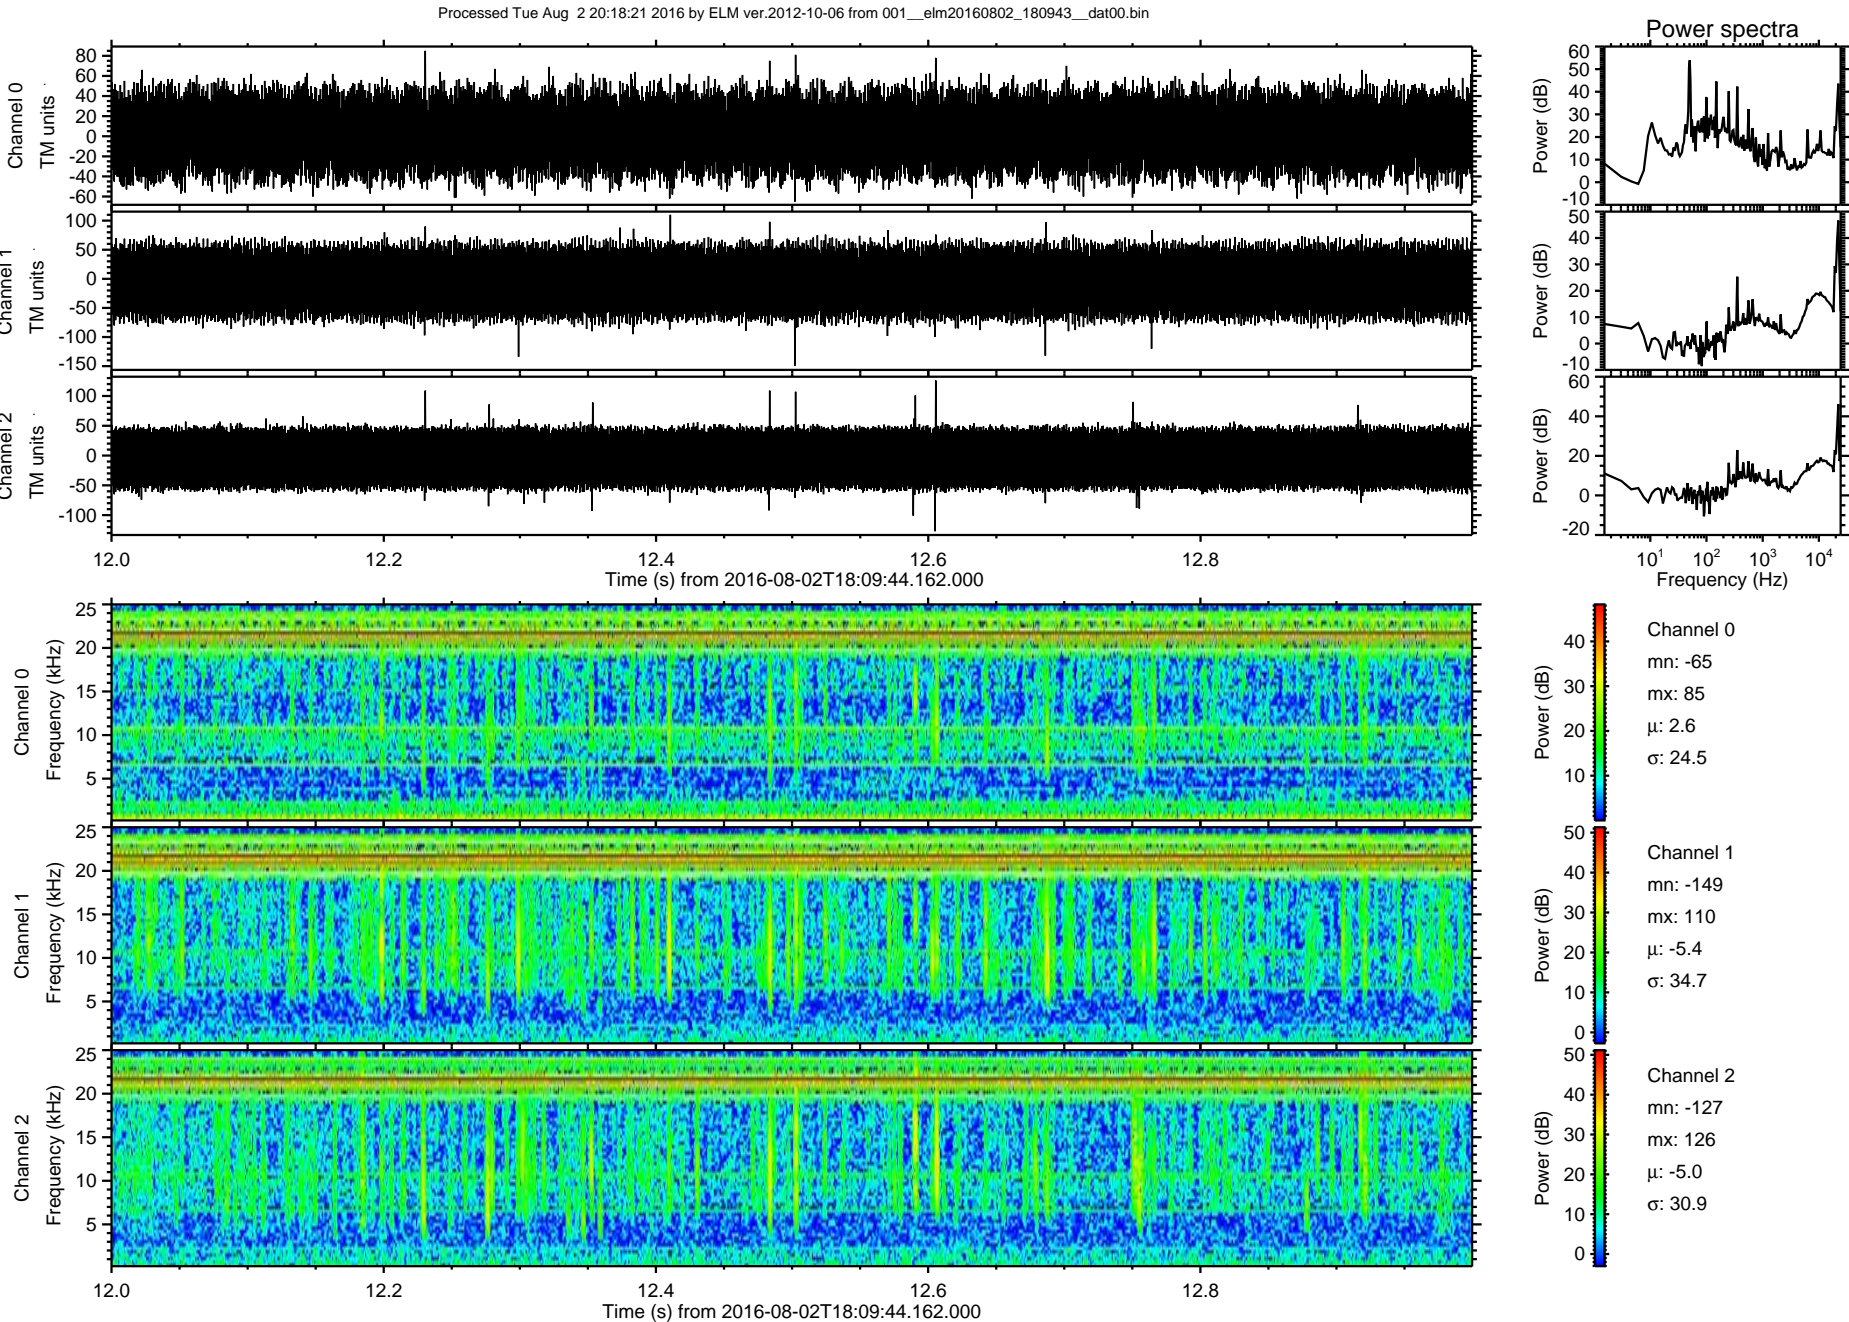 Processed Tue Aug  2 20:18:21 2016 by ELM ver.2012-10-06 from 001__elm20160802_180943__dat00.bin
Power spectra
Channel 0
TM units
80
60
40
20
0
-20
-40
-60
Power (dB)
60
50
40
30
20
10
0
-10
Channel 1
TM units
100
50
0
-50
-100
-150
Power (dB)
50
40
30
20
10
0
-10
Channel 2
TM units
100
50
0
-50
-100
Power (dB)
60
40
20
0
-20
12.0 12.2 12.4 12.6 12.8
Time (s) from 2016-08-02T18:09:44.162.000
10^1 10^2 10^3 10^4
Frequency (Hz)
Channel 0
Frequency (kHz)
25
20
15
10
5
Power (dB)
40
30
20
10
Channel 0
mn: -65
mx: 85
μ: 2.6
σ: 24.5
Channel 1
Frequency (kHz)
25
20
15
10
5
Power (dB)
50
40
30
20
10
0
Channel 1
mn: -149
mx: 110
μ: -5.4
σ: 34.7
Channel 2
Frequency (kHz)
25
20
15
10
5
Power (dB)
50
40
30
20
10
0
Channel 2
mn: -127
mx: 126
μ: -5.0
σ: 30.9
12.0 12.2 12.4 12.6 12.8
Time (s) from 2016-08-02T18:09:44.162.000